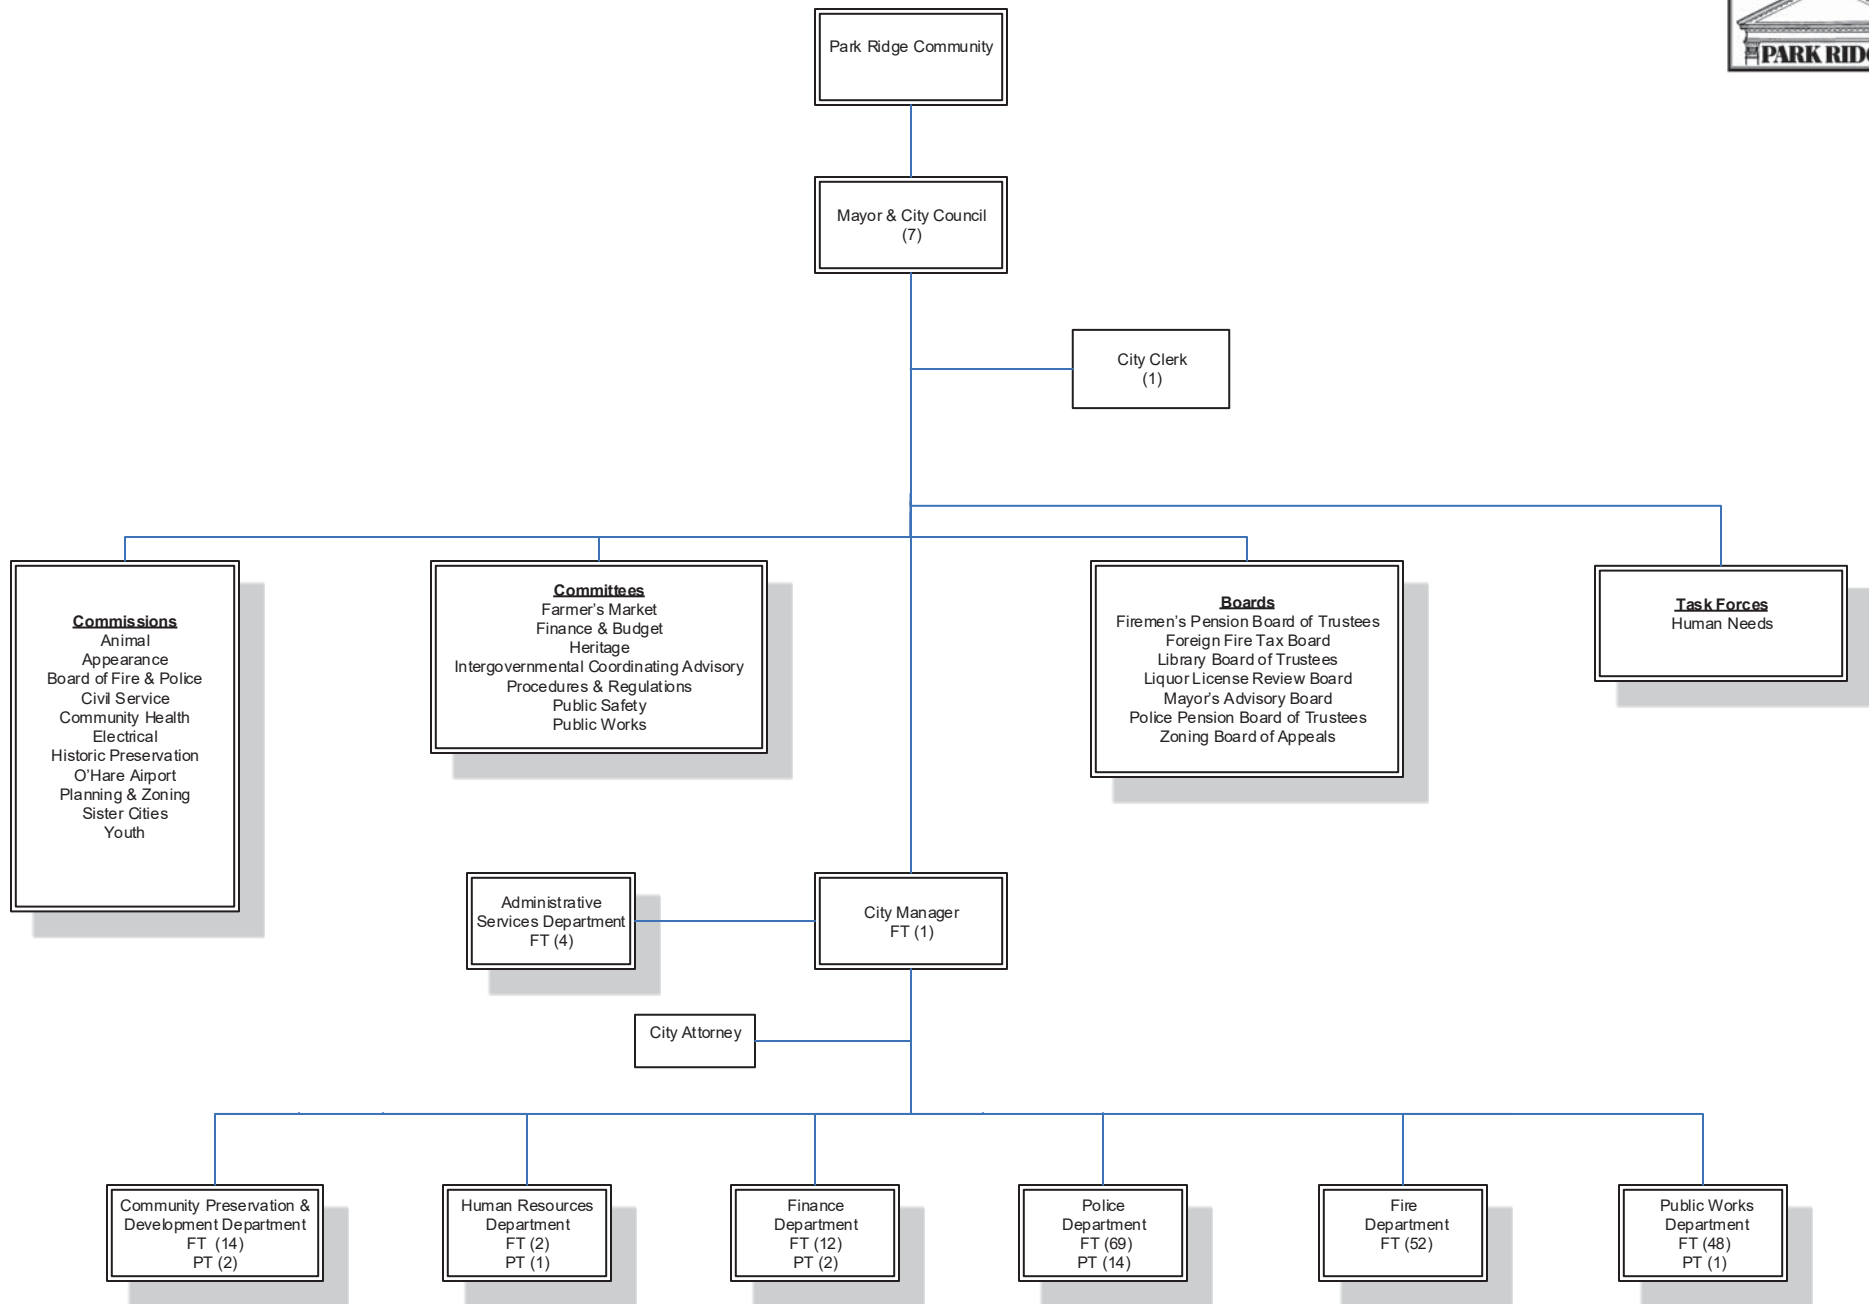 PARK RIDG
Park Ridge Community
Mayor & City Council
(7)
City Clerk
(1)
Commissions
Animal
Appearance
Board of Fire & Police
Civil Service
Community Health
Electrical
Historic Preservation
O'Hare Airport
Planning & Zoning
Sister Cities
Youth
Committees
Farmer's Market
Finance & Budget
Heritage
Intergovernmental Coordinating Advisory
Procedures & Regulations
Public Safety
Public Works
Boards
Firemen's Pension Board of Trustees
Foreign Fire Tax Board
Library Board of Trustees
Liquor License Review Board
Mayor's Advisory Board
Police Pension Board of Trustees
Zoning Board of Appeals
Task Forces
Human Needs
Administrative
Services Department
FT (4)
City Manager
FT (1)
City Attorney
Community Preservation &
Development Department
FT (14)
PT (2)
Human Resources
Department
FT (2)
PT (1)
Finance
Department
FT (12)
PT (2)
Police
Department
FT (69)
PT (14)
Fire
Department
FT (52)
Public Works
Department
FT (48)
PT (1)